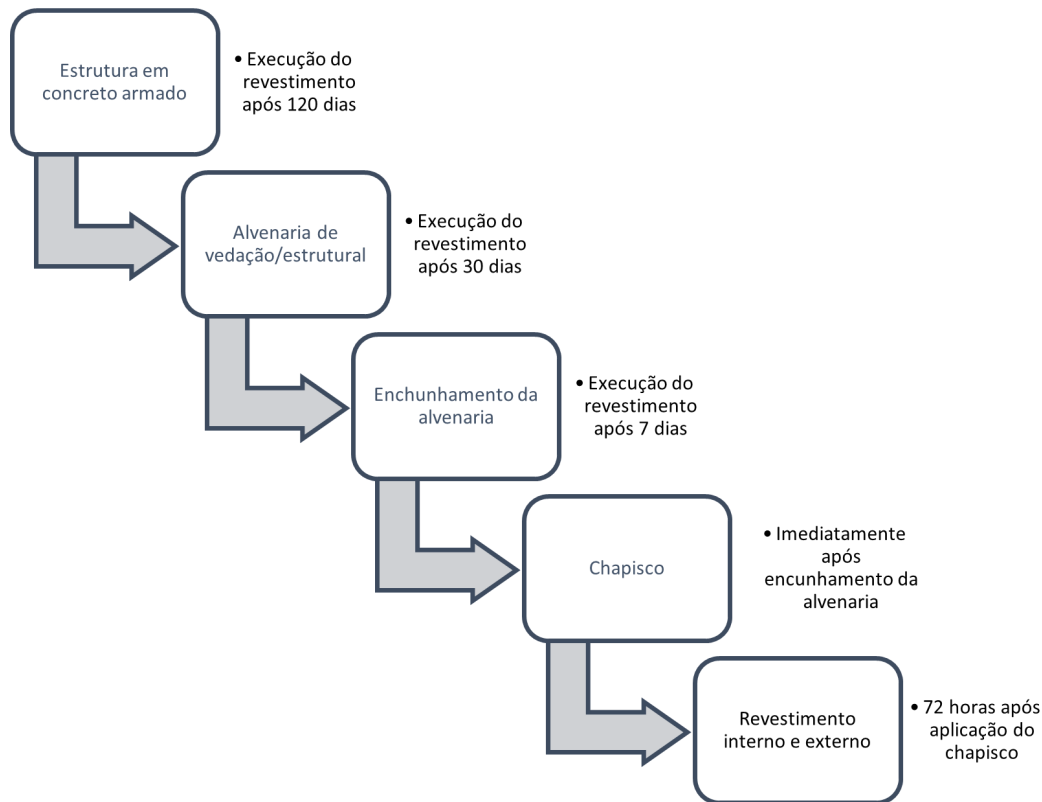 Estrutura em
concreto armado
• Execução do
revestimento
após 120 dias
Alvenaria de
vedação/estrutural
• Execução do
revestimento
após 30 dias
Enchunhamento da
alvenaria
• Execução do
revestimento
após 7 dias
Chapisco
• Imediatamente
após
encunhamento da
alvenaria
Revestimento
interno e externo
• 72 horas após
aplicação do
chapisco